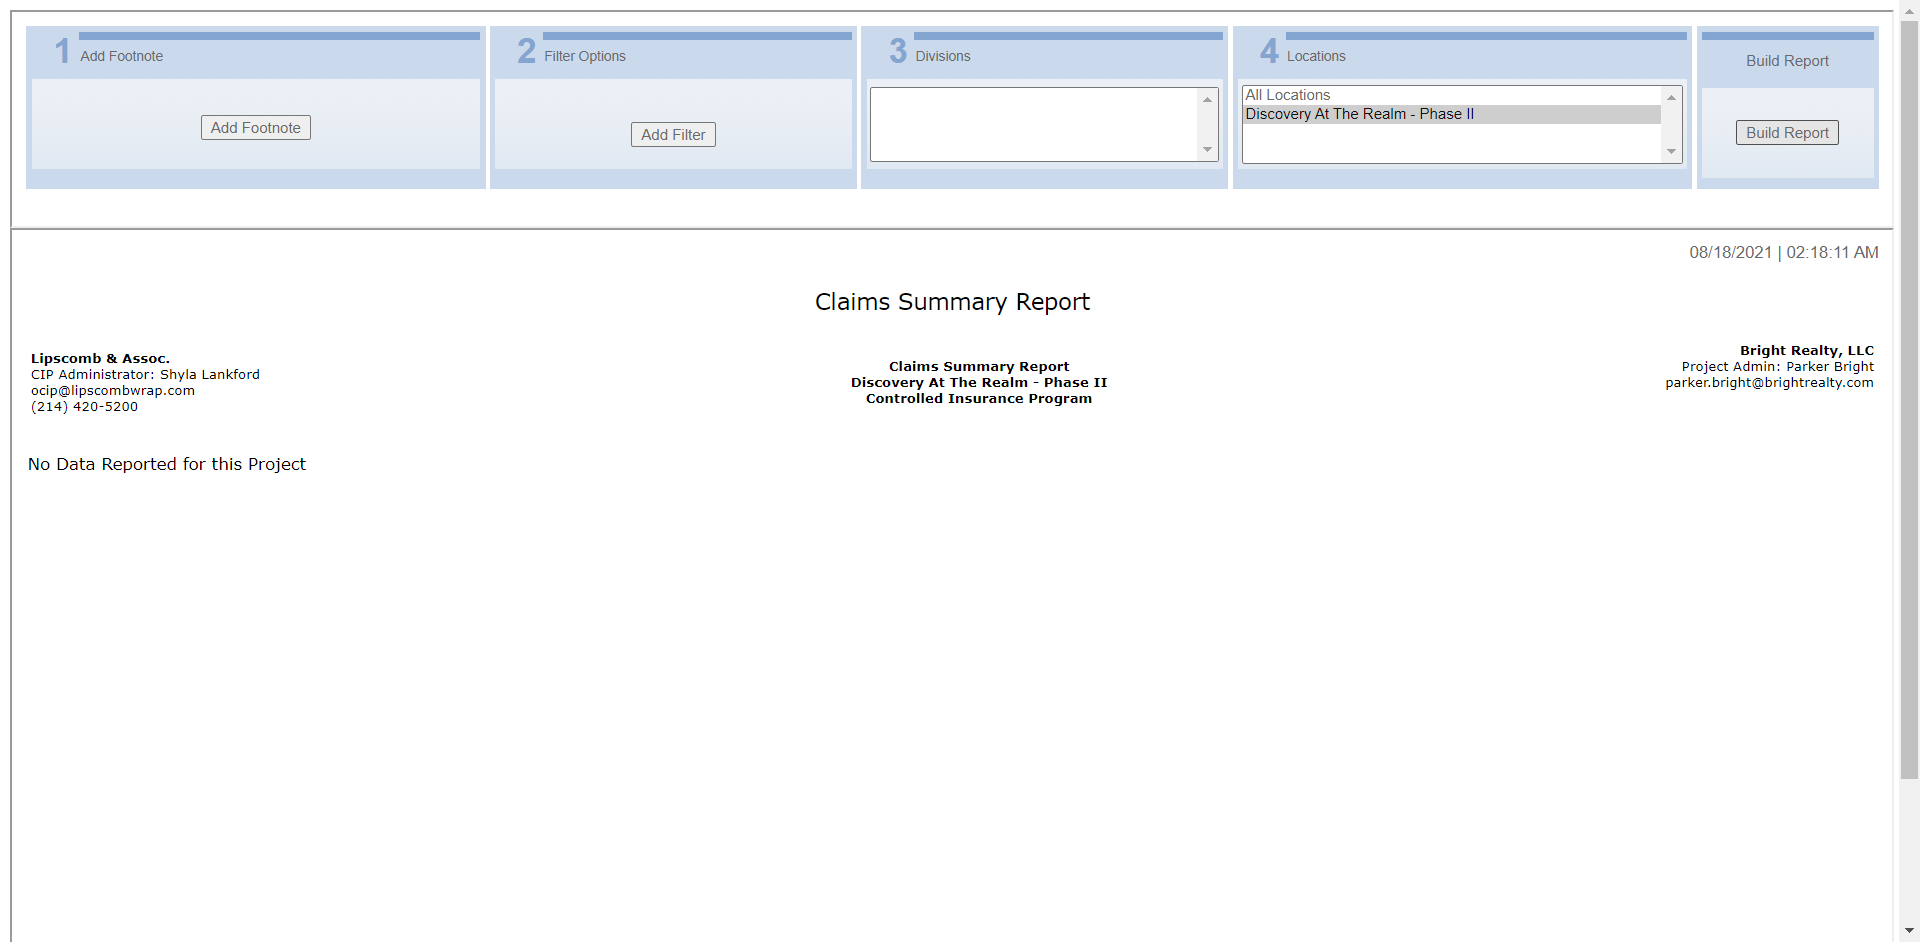 1 Add Footnote
Add Footnote
2 Filter Options
Add Filter
3 Divisions
4 Locations
All Locations
Discovery At The Realm - Phase II
Build Report
Build Report
08/18/2021 | 02:18:11 AM
Claims Summary Report
Lipscomb & Assoc.
CIP Administrator: Shyla Lankford
ocip@lipscombwrap.com
(214) 420-5200
Claims Summary Report
Discovery At The Realm - Phase II
Controlled Insurance Program
Bright Realty, LLC
Project Admin: Parker Bright
parker.bright@brightrealty.com
No Data Reported for this Project